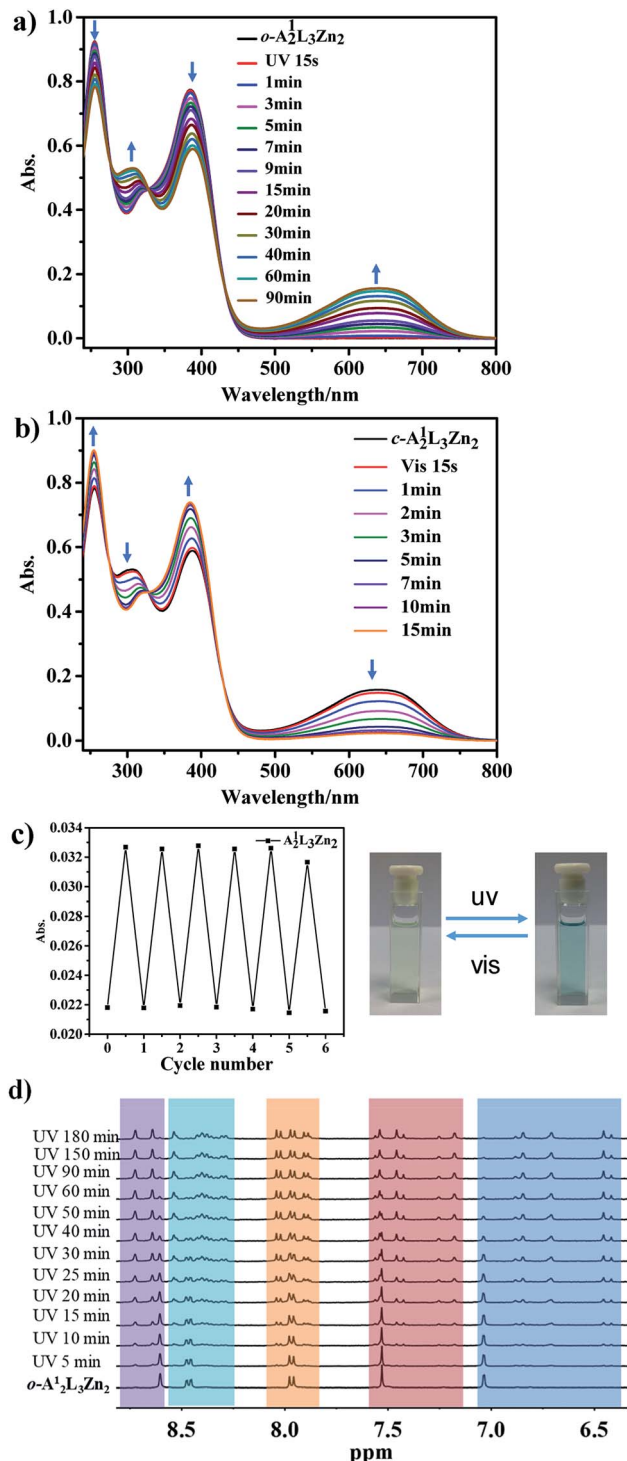 a)
o-A¹₂L₃Zn₂
UV 15s
1min
3min
5min
7min
9min
15min
20min
30min
40min
60min
90min
Abs.
1.0
0.8
0.6
0.4
0.2
0.0
300 400 500 600 700 800
Wavelength/nm
b)
c-A¹₂L₃Zn₂
Vis 15s
1min
2min
3min
5min
7min
10min
15min
Abs.
1.0
0.8
0.6
0.4
0.2
0.0
300 400 500 600 700 800
Wavelength/nm
c)
A¹₂L₃Zn₂
Abs.
0.034
0.032
0.030
0.028
0.026
0.024
0.022
0.020
0 1 2 3 4 5 6
Cycle number
uv
vis
d)
UV 180 min
UV 150 min
UV 90 min
UV 60 min
UV 50 min
UV 40 min
UV 30 min
UV 25 min
UV 20 min
UV 15 min
UV 10 min
UV 5 min
o-A¹₂L₃Zn₂
8.5 8.0 7.5 7.0 6.5
ppm